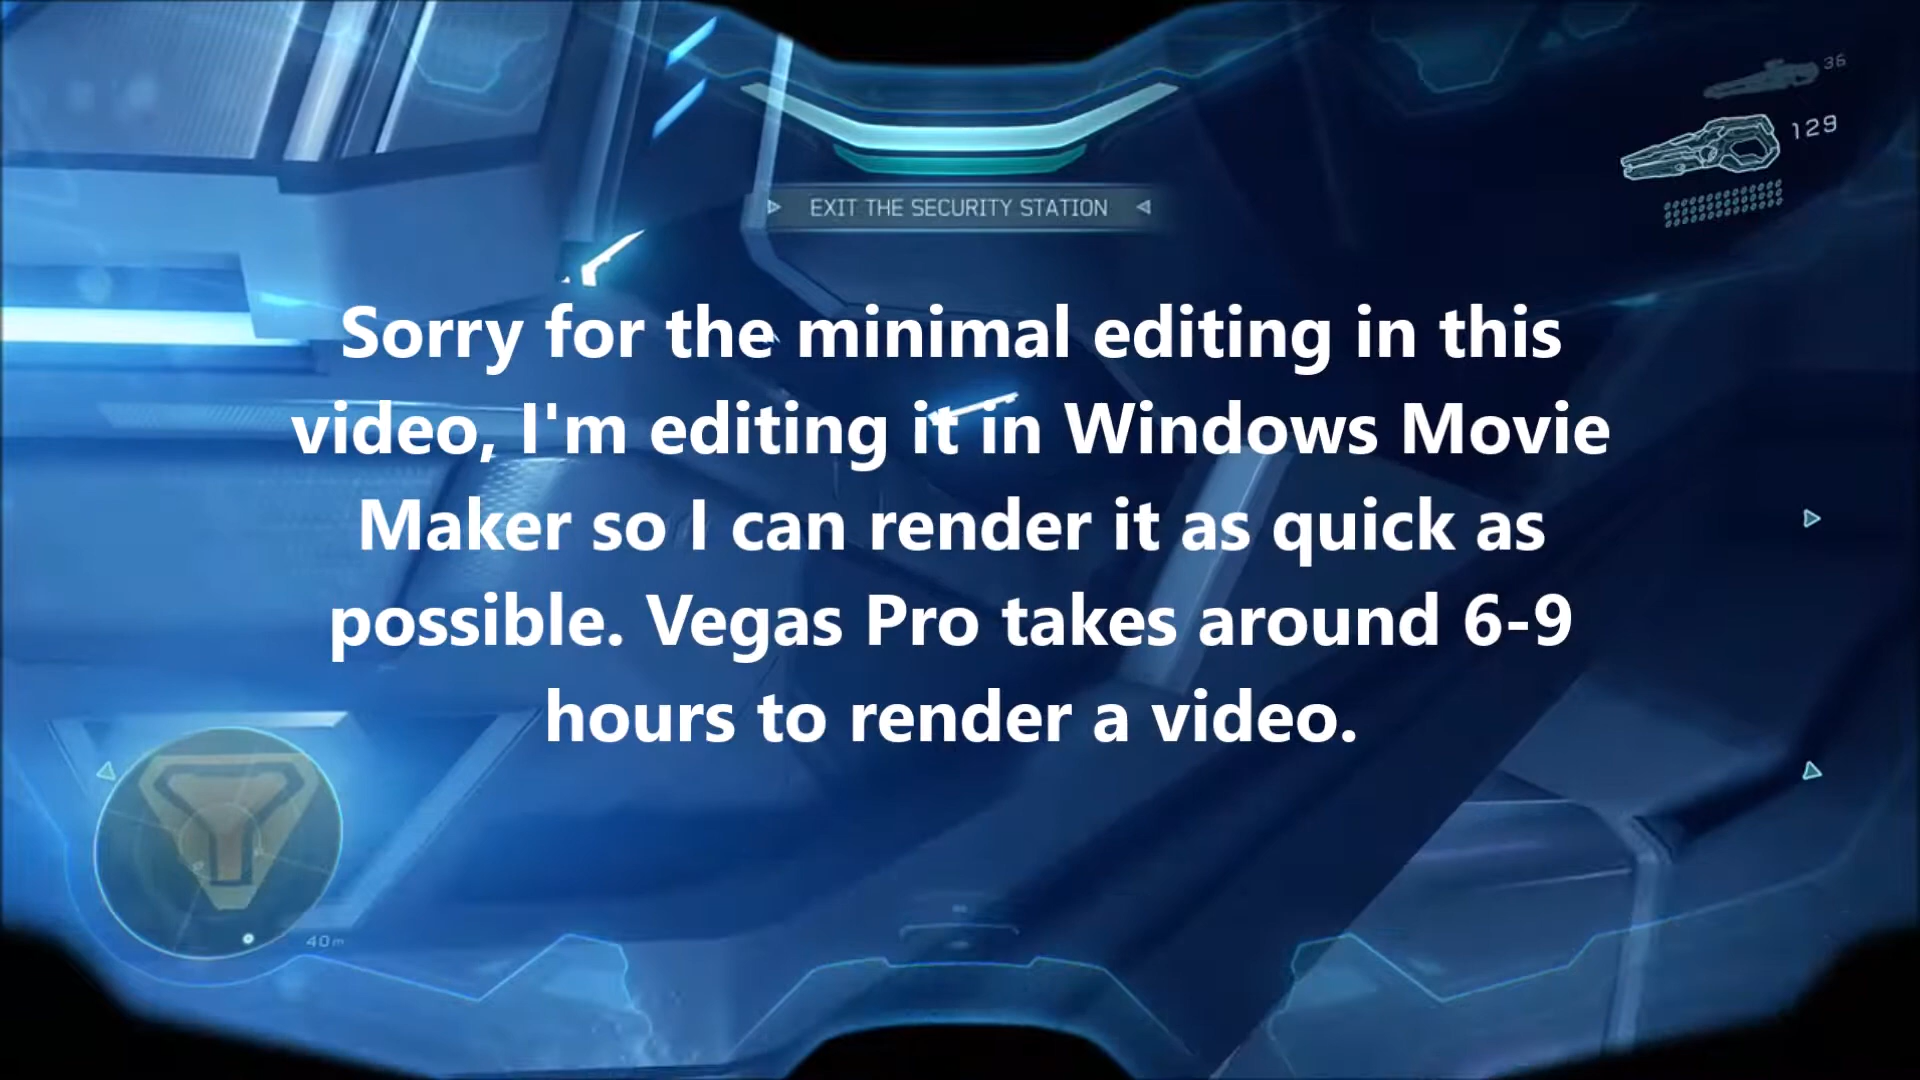 36
129
EXIT THE SECURITY STATION
Sorry for the minimal editing in this
video, I'm editing it in Windows Movie
Maker so I can render it as quick as
possible. Vegas Pro takes around 6-9
hours to render a video.
40m